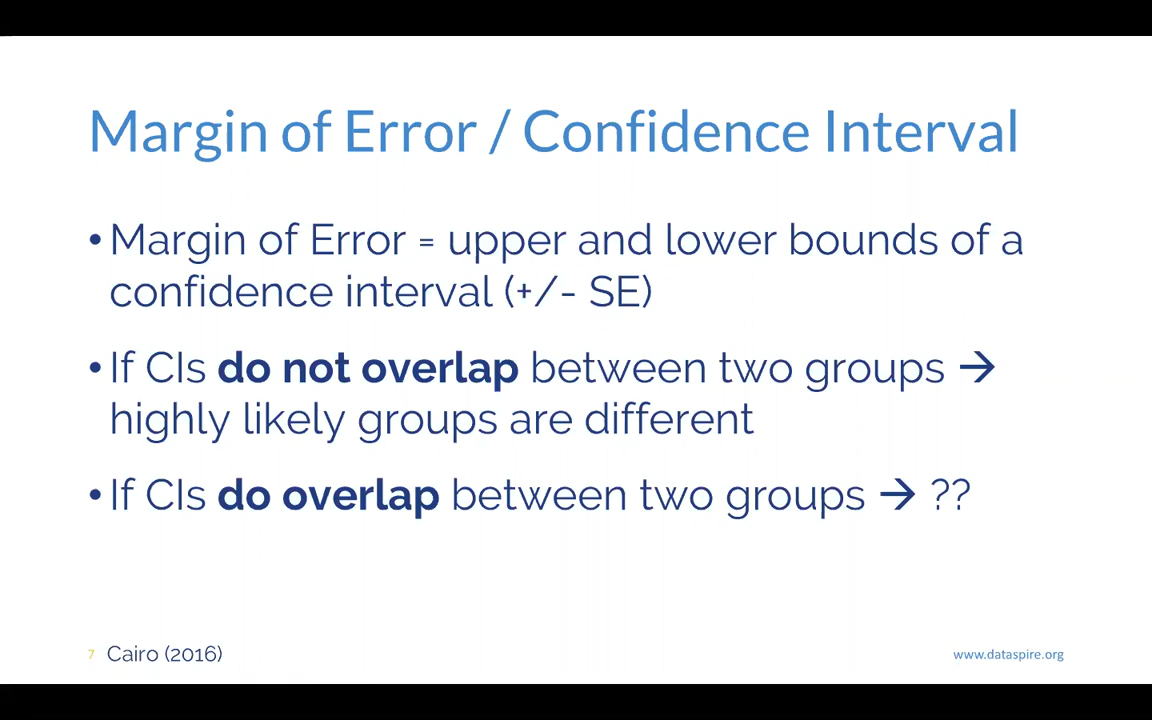 Margin of Error / Confidence Interval
•Margin of Error = upper and lower bounds of a
confidence interval (+/- SE)
•If CIs do not overlap between two groups →
highly likely groups are different
•If CIs do overlap between two groups → ??
7 Cairo (2016)
www.dataspire.org